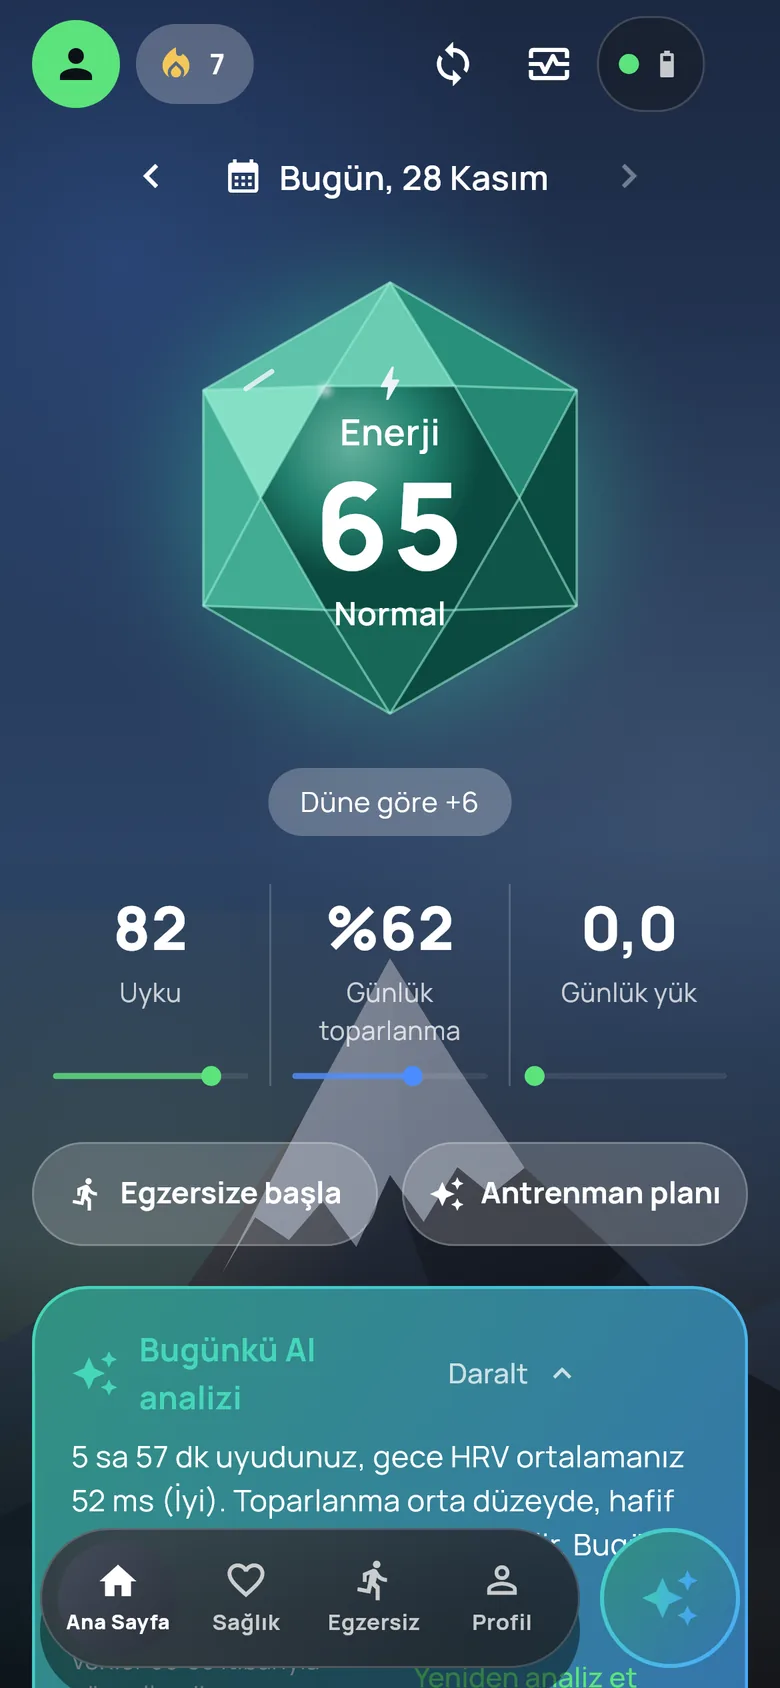 7
Bugün, 28 Kasım
Enerji
65
Normal
Düne göre +6
82
Uyku
%62
Günlük
toparlanma
0,0
Günlük yük
Egzersize başla
Antrenman planı
Bugünkü AI
analizi
Daralt
5 sa 57 dk uyudunuz, gece HRV ortalamanız
52 ms (İyi). Toparlanma orta düzeyde, hafif
Ana Sayfa
Sağlık
Egzersiz
Profil
Yeniden analiz et